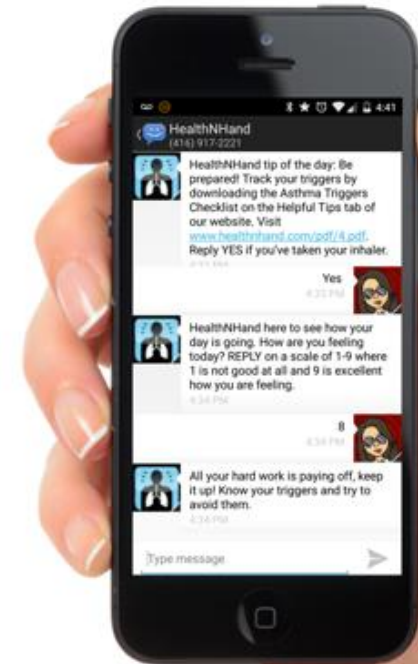 4:41
HealthNHand
(416) 917-2221
HealthNHand tip of the day: Be
prepared! Track your triggers by
downloading the Asthma Triggers
Checklist on the Helpful Tips tab of
our website. Visit
www.healthnhand.com/pdf/4.pdf.
Reply YES if you've taken your inhaler.
Yes
4:33 PM
HealthNHand here to see how your
day is going. How are you feeling
today? REPLY on a scale of 1-9 where
1 is not good at all and 9 is excellent
how you are feeling.
4:34 PM
8
4:34 PM
All your hard work is paying off, keep
it up! Know your triggers and try to
avoid them.
4:34 PM
Type message